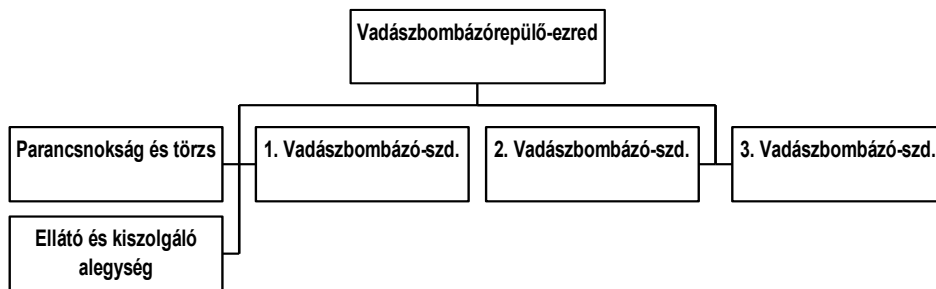 Vadászbombázórepülő-ezred
Parancsnokság és törzs
1. Vadászbombázó-szd.
2. Vadászbombázó-szd.
3. Vadászbombázó-szd.
Ellátó és kiszolgáló
alegység